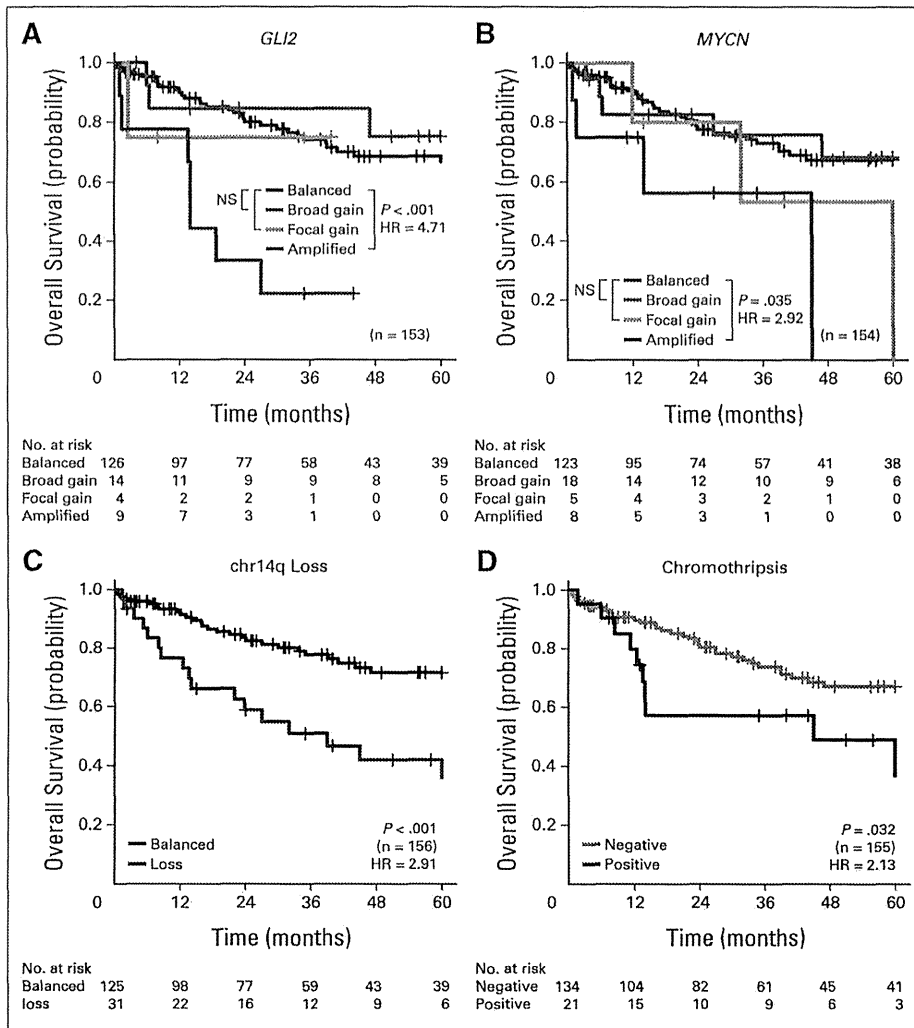 A
GLI2
Overall Survival (probability)
1.0
0.8
0.6
0.4
0.2
0
12
24
36
48
60
Time (months)
NS
Balanced
Broad gain
Focal gain
Amplified
P < .001
HR = 4.71
(n = 153)
No. at risk
Balanced 126 97 77 58 43 39
Broad gain 14 11 9 9 8 5
Focal gain 4 2 2 1 0 0
Amplified 9 7 3 1 0 0
B
MYCN
Overall Survival (probability)
1.0
0.8
0.6
0.4
0.2
0
12
24
36
48
60
Time (months)
NS
Balanced
Broad gain
Focal gain
Amplified
P = .035
HR = 2.92
(n = 154)
No. at risk
Balanced 123 95 74 57 41 38
Broad gain 18 14 12 10 9 6
Focal gain 5 4 3 2 1 0
Amplified 8 5 3 1 0 0
C
chr14q Loss
Overall Survival (probability)
1.0
0.8
0.6
0.4
0.2
0
12
24
36
48
60
Time (months)
Balanced
Loss
P < .001
(n = 156)
HR = 2.91
No. at risk
Balanced 125 98 77 59 43 39
loss 31 22 16 12 9 6
D
Chromothripsis
Overall Survival (probability)
1.0
0.8
0.6
0.4
0.2
0
12
24
36
48
60
Time (months)
Negative
Positive
P = .032
(n = 155)
HR = 2.13
No. at risk
Negative 134 104 82 61 45 41
Positive 21 15 10 9 6 3